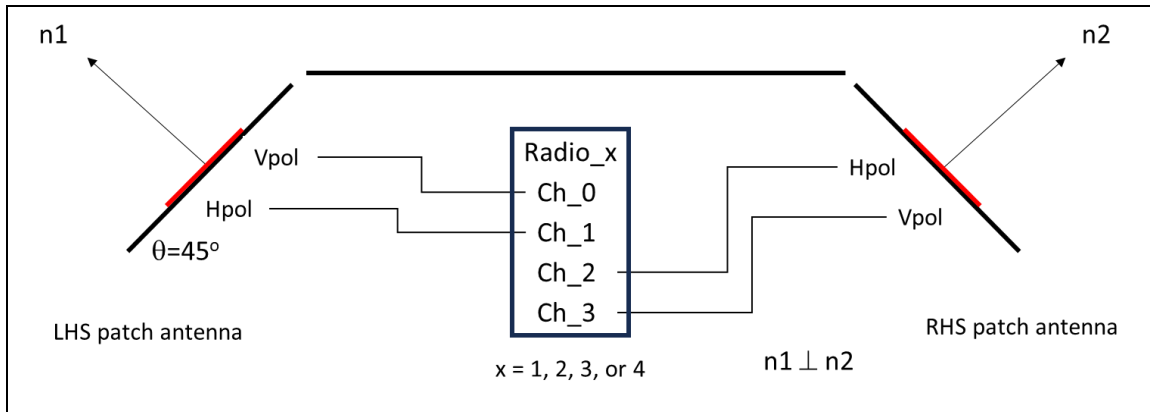 n1
n2
Vpol
Hpol
θ=45°
LHS patch antenna
Radio_x
Ch_0
Ch_1
Ch_2
Ch_3
x = 1, 2, 3, or 4
Hpol
Vpol
RHS patch antenna
n1 ⊥ n2